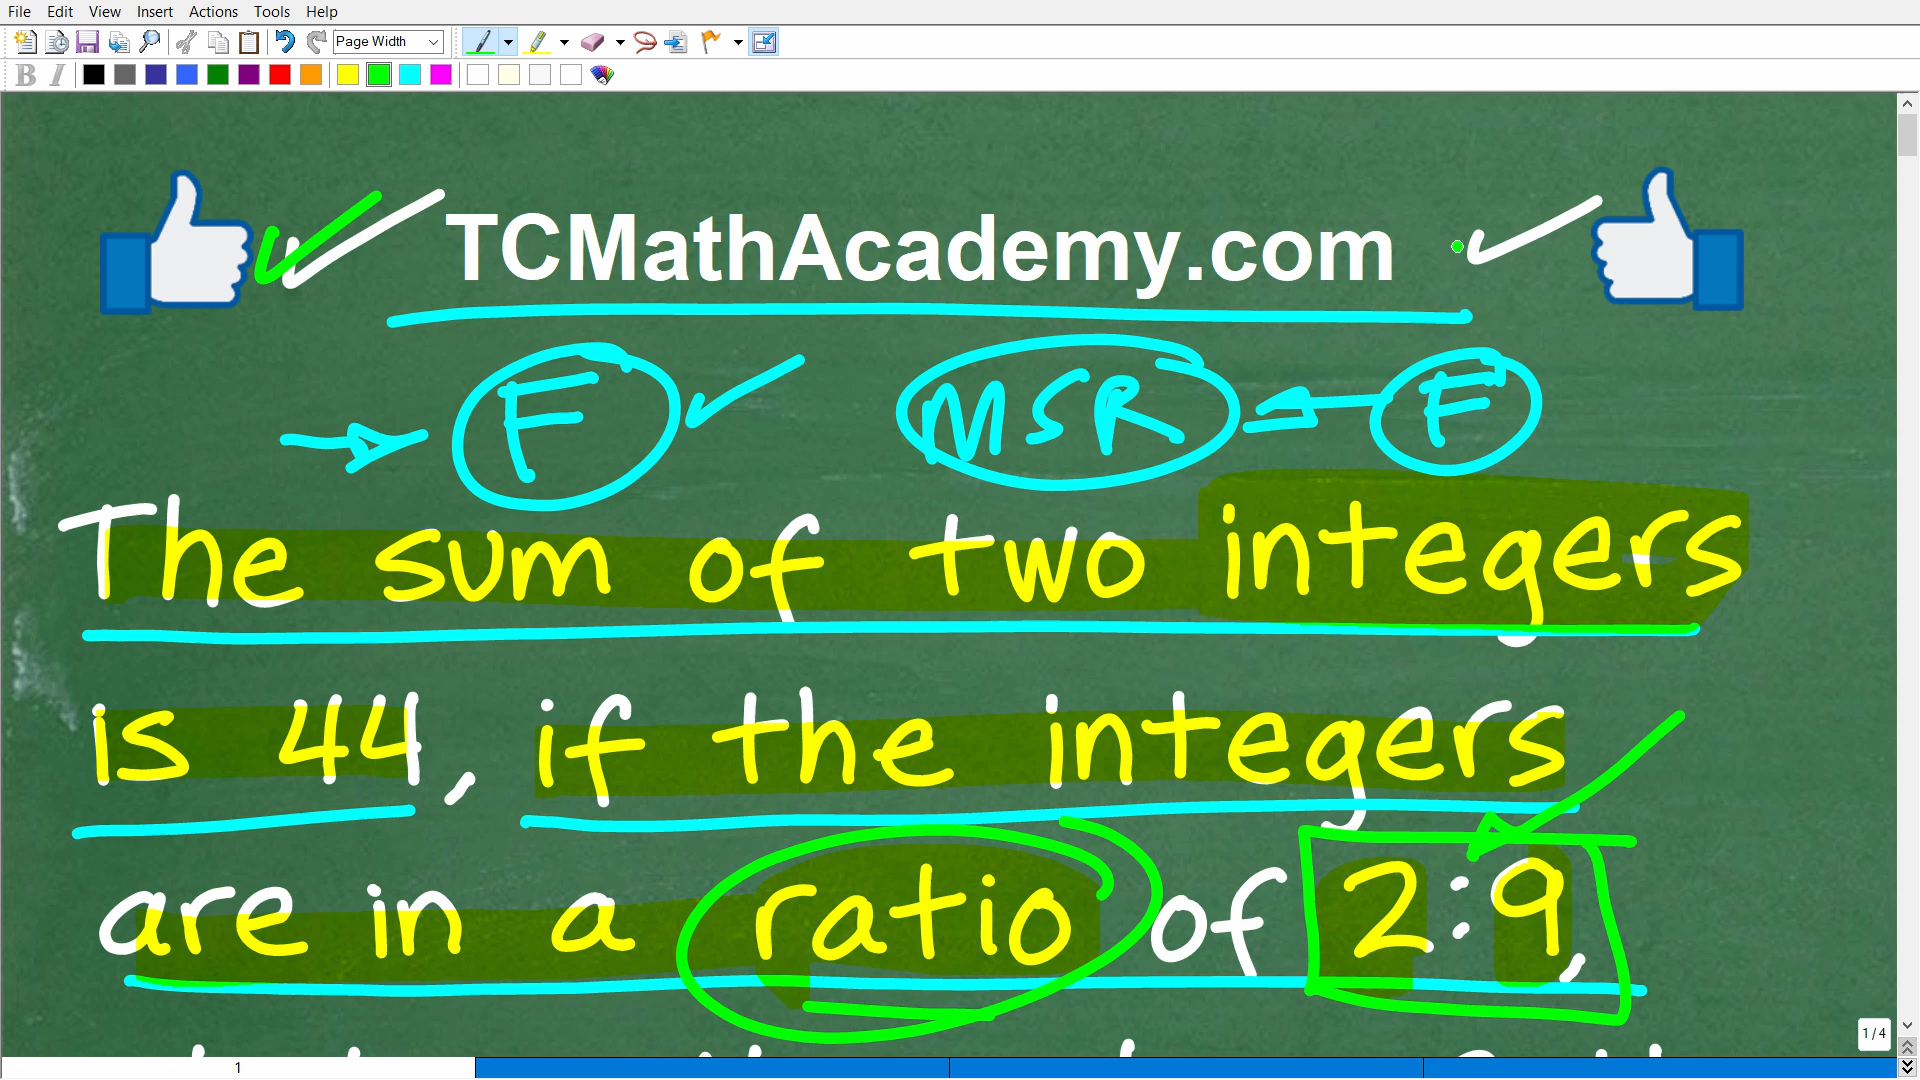 File Edit View Insert Actions Tools Help
Page Width
B I
TCMathAcademy.com
F MSR F
The sum of two integers
is 44, if the integers
are in a ratio of 2:9,
1 / 4
1